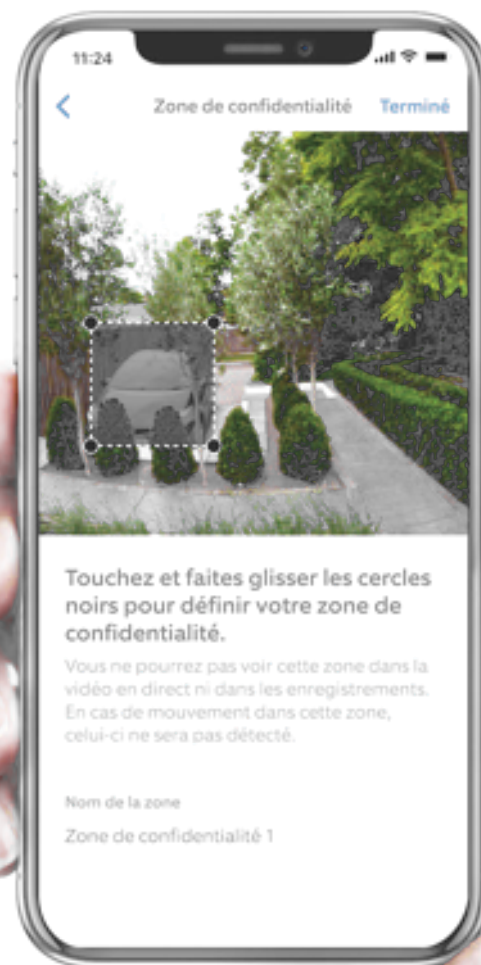 11:24
Zone de confidentialité Terminé
Touchez et faites glisser les cercles
noirs pour définir votre zone de
confidentialité.
Vous ne pourrez pas voir cette zone dans la
vidéo en direct ni dans les enregistrements.
En cas de mouvement dans cette zone,
celui-ci ne sera pas détecté.
Nom de la zone
Zone de confidentialité 1